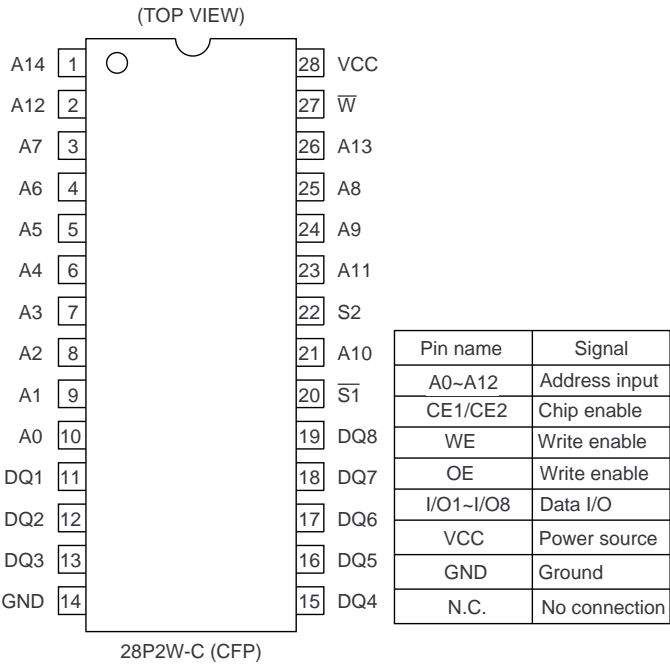 (TOP VIEW)
A14 1 28 VCC
A12 2 27 W̅
A7 3 26 A13
A6 4 25 A8
A5 5 24 A9
A4 6 23 A11
A3 7 22 S2
A2 8 21 A10
A1 9 20 S̅1̅
A0 10 19 DQ8
DQ1 11 18 DQ7
DQ2 12 17 DQ6
DQ3 13 16 DQ5
GND 14 15 DQ4
28P2W-C (CFP)
Pin name Signal
A0~A12 Address input
CE1/CE2 Chip enable
WE Write enable
OE Write enable
I/O1~I/O8 Data I/O
VCC Power source
GND Ground
N.C. No connection